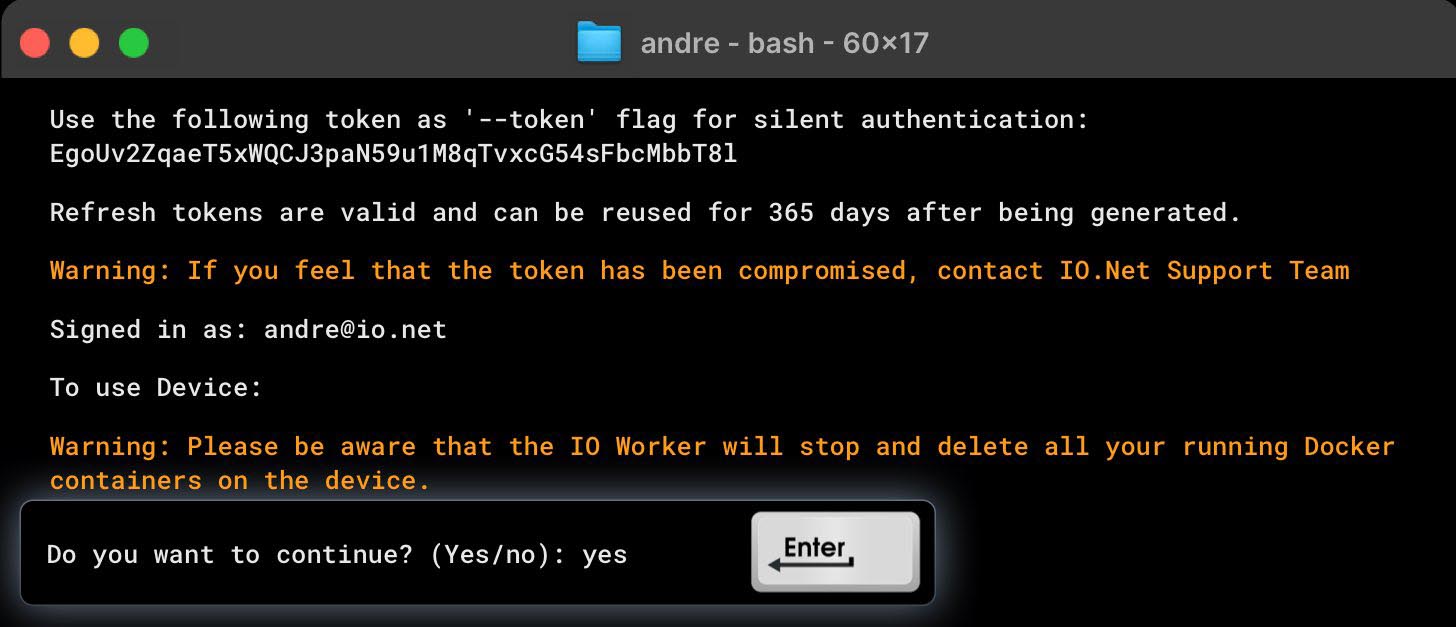 andre - bash - 60×17
Use the following token as '--token' flag for silent authentication:
EgoUv2ZqaeT5xWQCJ3paN59u1M8qTvxcG54sFbcMbbT8l
Refresh tokens are valid and can be reused for 365 days after being generated.
Warning: If you feel that the token has been compromised, contact IO.Net Support Team
Signed in as: andre@io.net
To use Device:
Warning: Please be aware that the IO Worker will stop and delete all your running Docker
containers on the device.
Do you want to continue? (Yes/no): yes
Enter